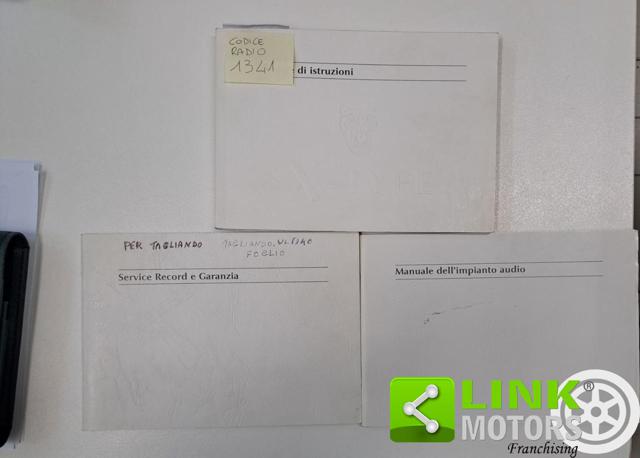 CODICE
RADIO
1341
di istruzioni
PER TAGLIANDO TAGLIANDO ULTIMO
FOGLIO
Service Record e Garanzia
Manuale dell'impianto audio
LINK®
MOTORS
Franchising